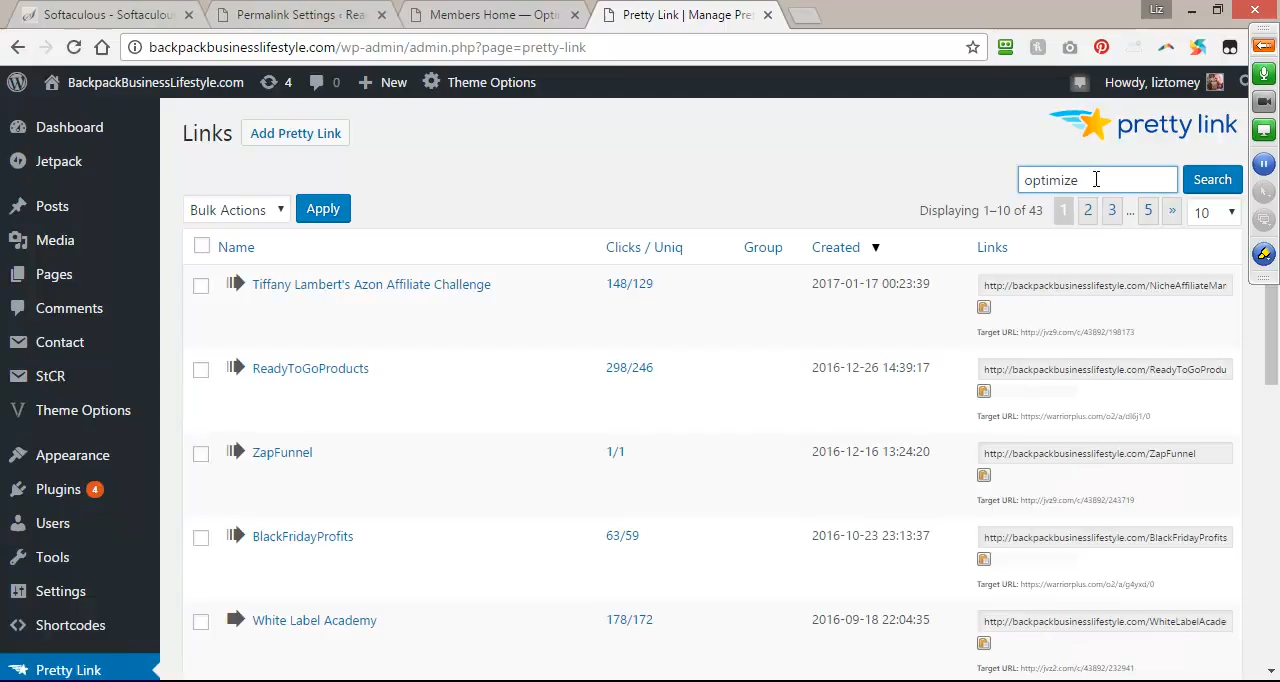 Softaculous - Softaculous
Permalink Settings ‹ Rea
Members Home — Opti
Pretty Link | Manage Pre
Liz
backpackbusinesslifestyle.com/wp-admin/admin.php?page=pretty-link
BackpackBusinessLifestyle.com
4
0
New
Theme Options
Howdy, liztomey
Dashboard
Jetpack
Posts
Media
Pages
Comments
Contact
StCR
Theme Options
Appearance
Plugins 4
Users
Tools
Settings
Shortcodes
Pretty Link
Links
Add Pretty Link
pretty link
optimize
Search
Bulk Actions
Apply
Displaying 1–10 of 43
1 2 3 ... 5 »
10
Name
Clicks / Uniq
Group
Created ▼
Links
Tiffany Lambert's Azon Affiliate Challenge
148/129
2017-01-17 00:23:39
http://backpackbusinesslifestyle.com/NicheAffiliateMar
Target URL: http://jvz9.com/c/43892/198173
ReadyToGoProducts
298/246
2016-12-26 14:39:17
http://backpackbusinesslifestyle.com/ReadyToGoProdu
Target URL: https://warriorplus.com/o2/a/dl6j1/0
ZapFunnel
1/1
2016-12-16 13:24:20
http://backpackbusinesslifestyle.com/ZapFunnel
Target URL: http://jvz9.com/c/43892/243719
BlackFridayProfits
63/59
2016-10-23 23:13:37
http://backpackbusinesslifestyle.com/BlackFridayProfits
Target URL: https://warriorplus.com/o2/a/g4yxd/0
White Label Academy
178/172
2016-09-18 22:04:35
http://backpackbusinesslifestyle.com/WhiteLabelAcade
Target URL: http://jvz2.com/c/43892/232941